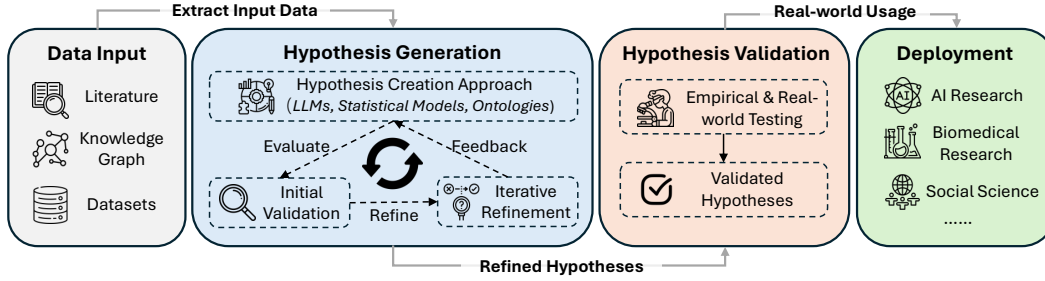 Extract Input Data
Real-world Usage
Data Input
Literature
Knowledge
Graph
Datasets
Hypothesis Generation
Hypothesis Creation Approach
(LLMs, Statistical Models, Ontologies)
Evaluate
Feedback
Initial
Validation
Refine
Iterative
Refinement
Hypothesis Validation
Empirical & Real-
world Testing
Validated
Hypotheses
Deployment
AI
AI Research
Biomedical
Research
Social Science
......
Refined Hypotheses